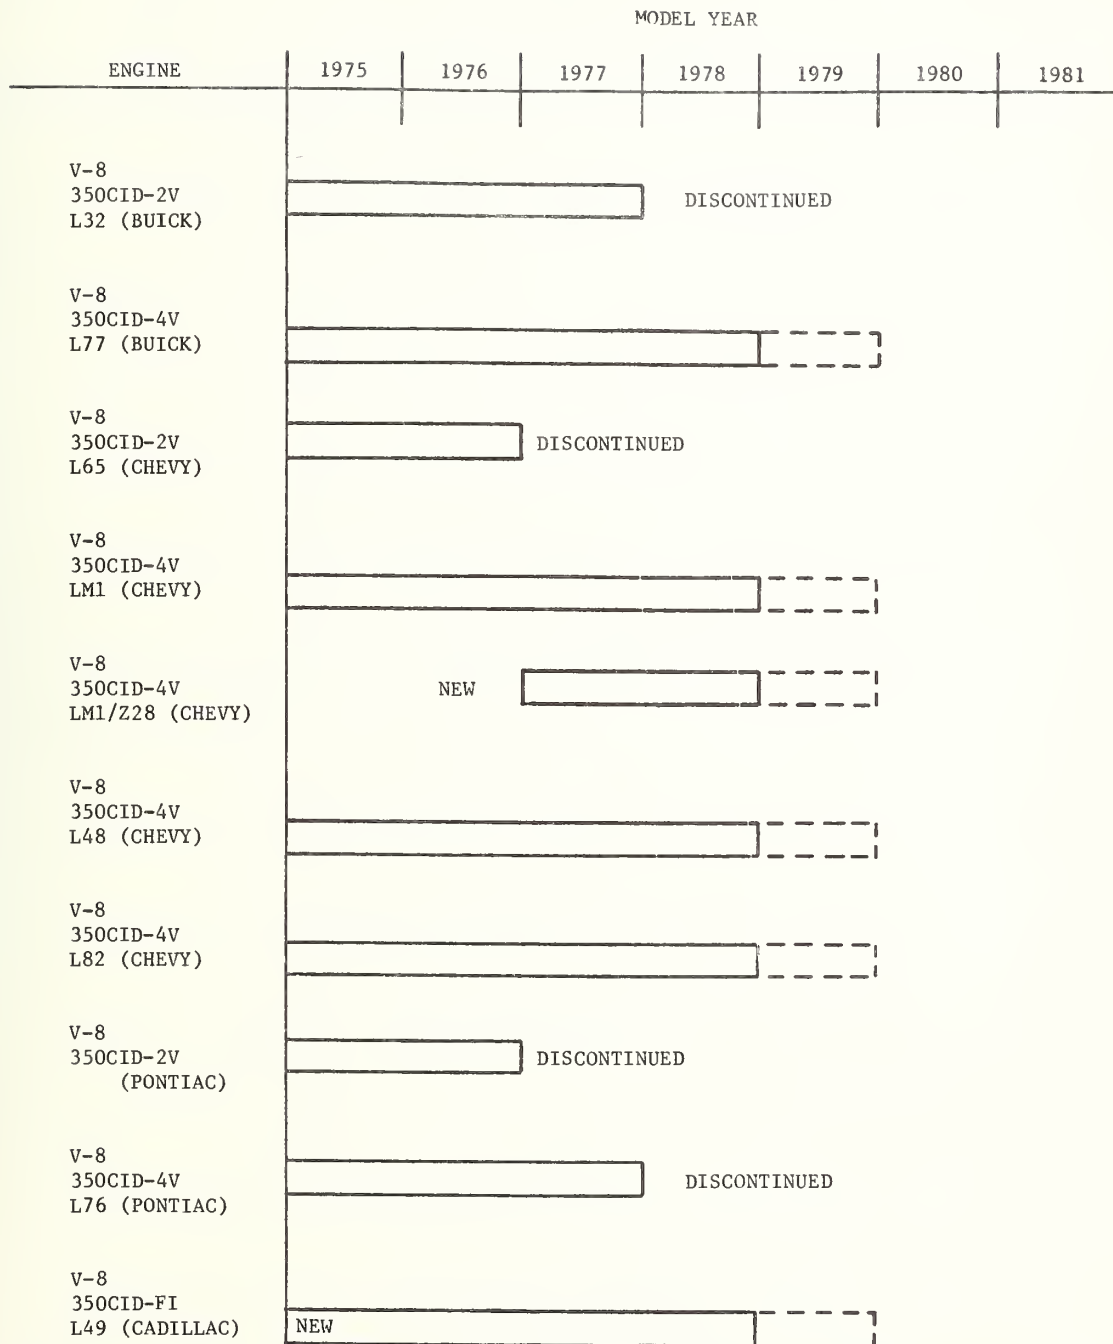 MODEL YEAR
ENGINE 1975 1976 1977 1978 1979 1980 1981
V-8
350CID-2V
L32 (BUICK)
DISCONTINUED
V-8
350CID-4V
L77 (BUICK)
V-8
350CID-2V
L65 (CHEVY)
DISCONTINUED
V-8
350CID-4V
LM1 (CHEVY)
V-8
350CID-4V
LM1/Z28 (CHEVY)
NEW
V-8
350CID-4V
L48 (CHEVY)
V-8
350CID-4V
L82 (CHEVY)
V-8
350CID-2V
(PONTIAC)
DISCONTINUED
V-8
350CID-4V
L76 (PONTIAC)
DISCONTINUED
V-8
350CID-FI
L49 (CADILLAC)
NEW